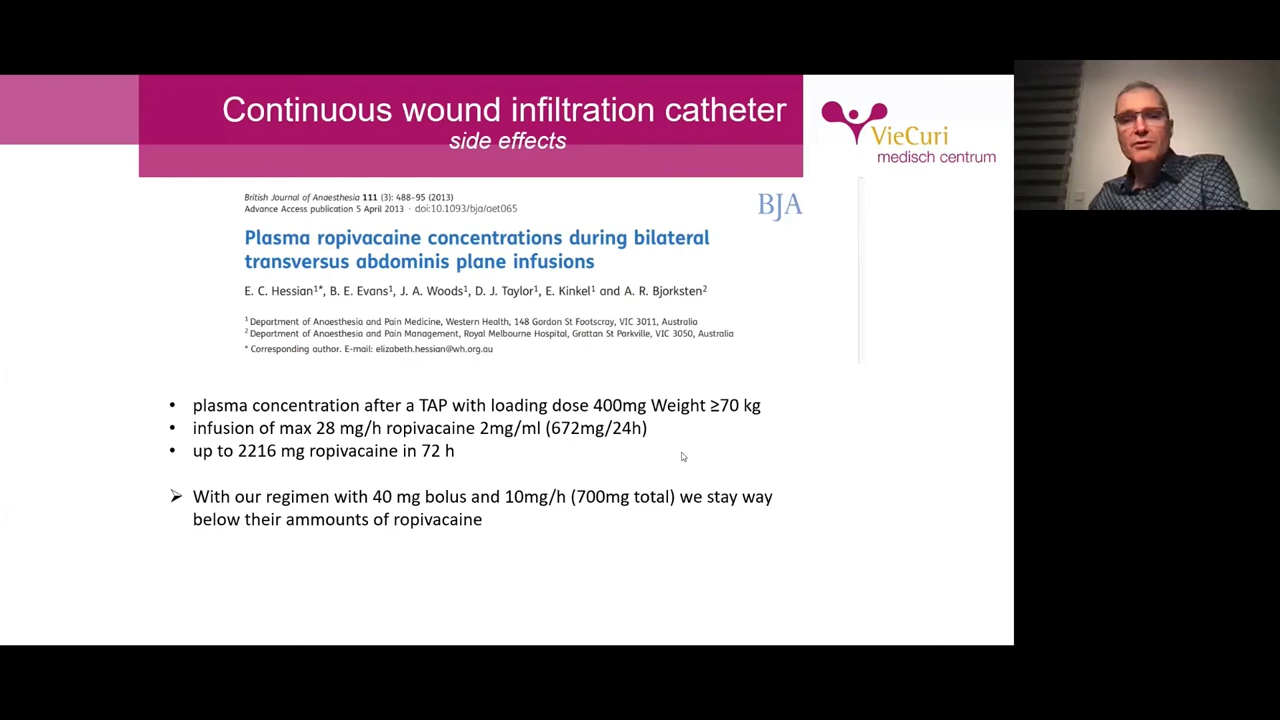 Continuous wound infiltration catheter
side effects
VieCuri
medisch centrum
British Journal of Anaesthesia 111 (3): 488–95 (2013)
Advance Access publication 5 April 2013 · doi:10.1093/bja/aet065
BJA
Plasma ropivacaine concentrations during bilateral
transversus abdominis plane infusions
E. C. Hessian1*, B. E. Evans1, J. A. Woods1, D. J. Taylor1, E. Kinkel1 and A. R. Bjorksten2
1 Department of Anaesthesia and Pain Medicine, Western Health, 148 Gordon St Footscray, VIC 3011, Australia
2 Department of Anaesthesia and Pain Management, Royal Melbourne Hospital, Grattan St Parkville, VIC 3050, Australia
* Corresponding author. E-mail: elizabeth.hessian@wh.org.au
• plasma concentration after a TAP with loading dose 400mg Weight ≥70 kg
• infusion of max 28 mg/h ropivacaine 2mg/ml (672mg/24h)
• up to 2216 mg ropivacaine in 72 h
➢ With our regimen with 40 mg bolus and 10mg/h (700mg total) we stay way
below their ammounts of ropivacaine